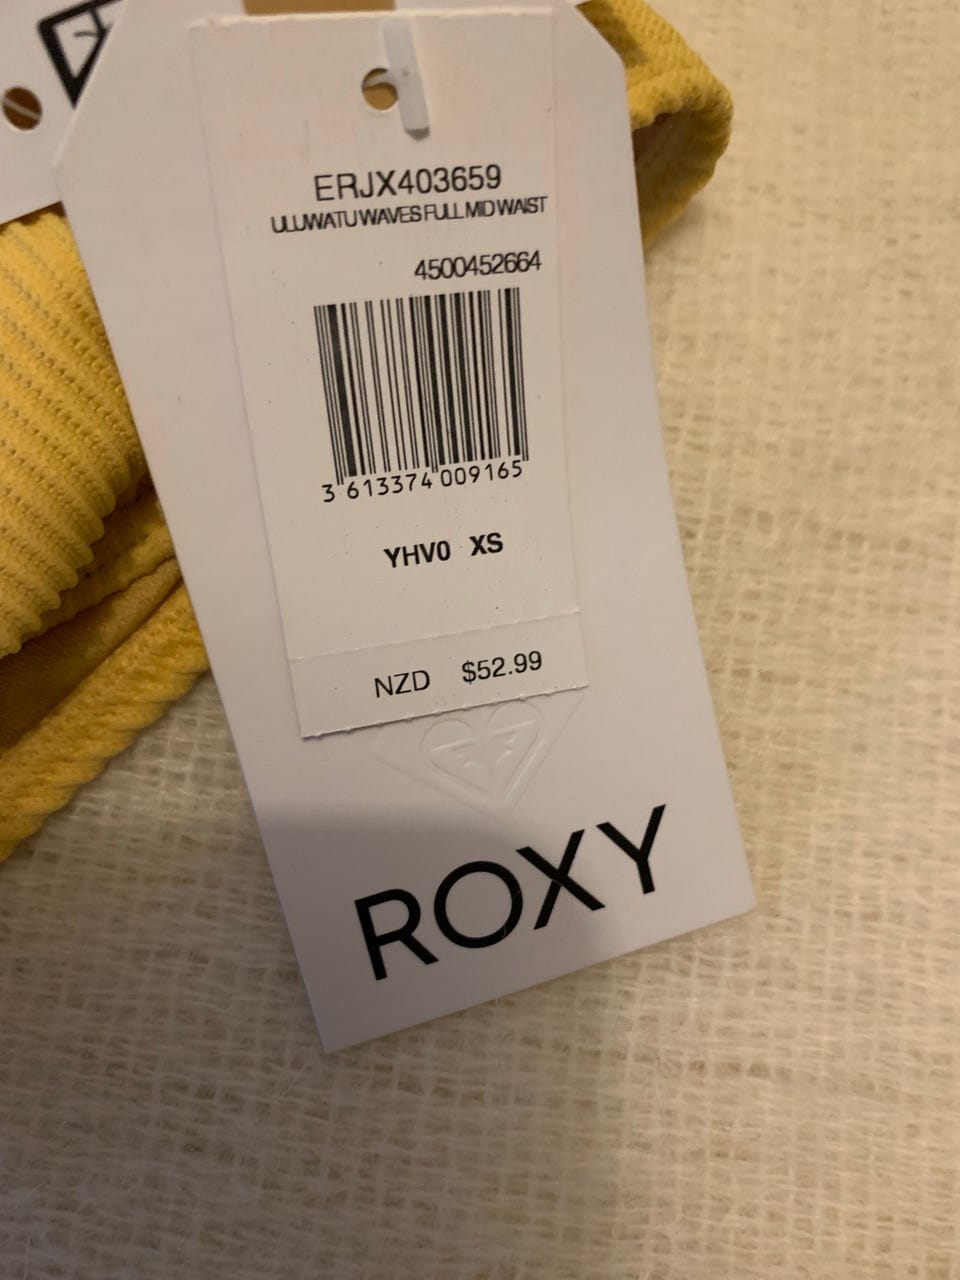 ERJX403659
ULUWATU WAVES FULL MID WAIST
4500452664
3 613374 009165
YHV0 XS
NZD $52.99
ROXY